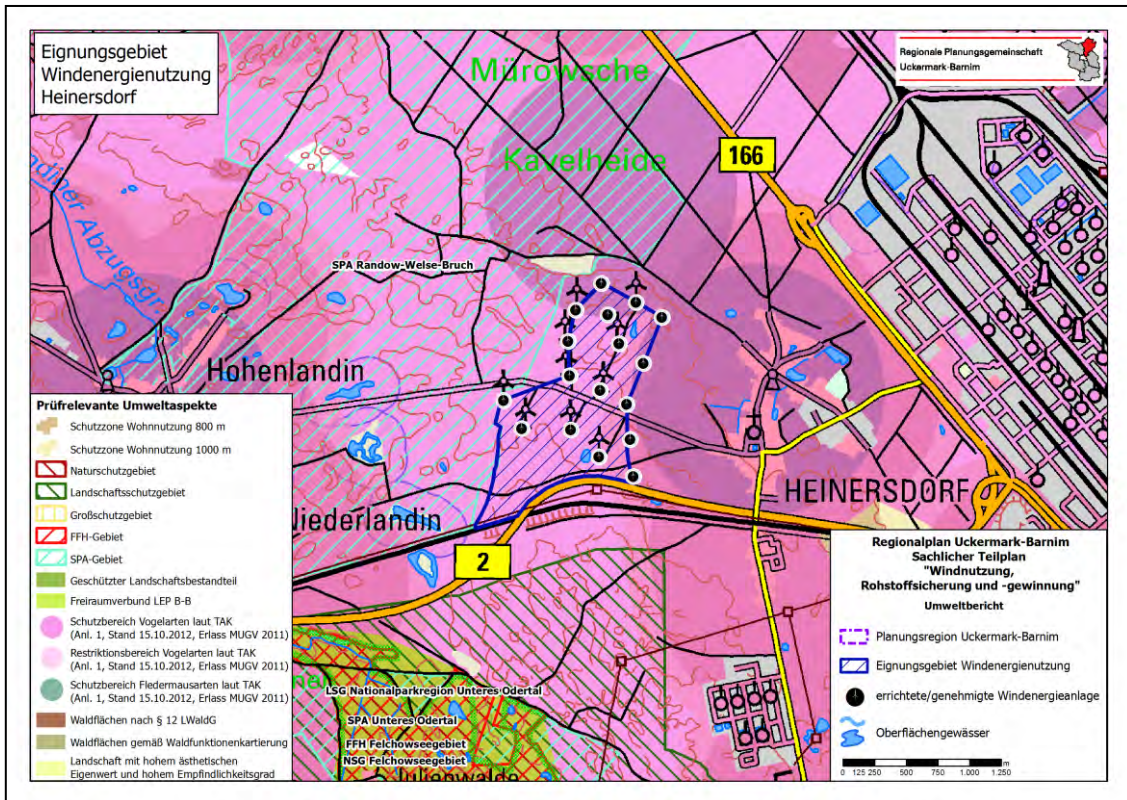 Eignungsgebiet
Windenergienutzung
Heinersdorf
Regionale Planungsgemeinschaft
Uckermark-Barnim
Mürowsche
Kavelheide
166
Abzugsgr.
SPA Randow-Welse-Bruch
Hohenlandin
Niederlandin
HEINERSDORF
2
LSG Nationalparkregion Unteres Odertal
SPA Unteres Odertal
FFH Felchowseegebiet
NSG Felchowseegebiet
Julienwalde
Prüfrelevante Umweltaspekte
Schutzzone Wohnnutzung 800 m
Schutzzone Wohnnutzung 1000 m
Naturschutzgebiet
Landschaftsschutzgebiet
Großschutzgebiet
FFH-Gebiet
SPA-Gebiet
Geschützter Landschaftsbestandteil
Freiraumverbund LEP B-B
Schutzbereich Vogelarten laut TAK
(Anl. 1, Stand 15.10.2012, Erlass MUGV 2011)
Restriktionsbereich Vogelarten laut TAK
(Anl. 1, Stand 15.10.2012, Erlass MUGV 2011)
Schutzbereich Fledermausarten laut TAK
(Anl. 1, Stand 15.10.2012, Erlass MUGV 2011)
Waldflächen nach § 12 LWaldG
Waldflächen gemäß Waldfunktionenkartierung
Landschaft mit hohem ästhetischen
Eigenwert und hohem Empfindlichkeitsgrad
Regionalplan Uckermark-Barnim
Sachlicher Teilplan
"Windnutzung,
Rohstoffsicherung und -gewinnung"
Umweltbericht
Planungsregion Uckermark-Barnim
Eignungsgebiet Windenergienutzung
errichtete/genehmigte Windenergieanlage
Oberflächengewässer
0 125 250 500 750 1.000 1.250 m